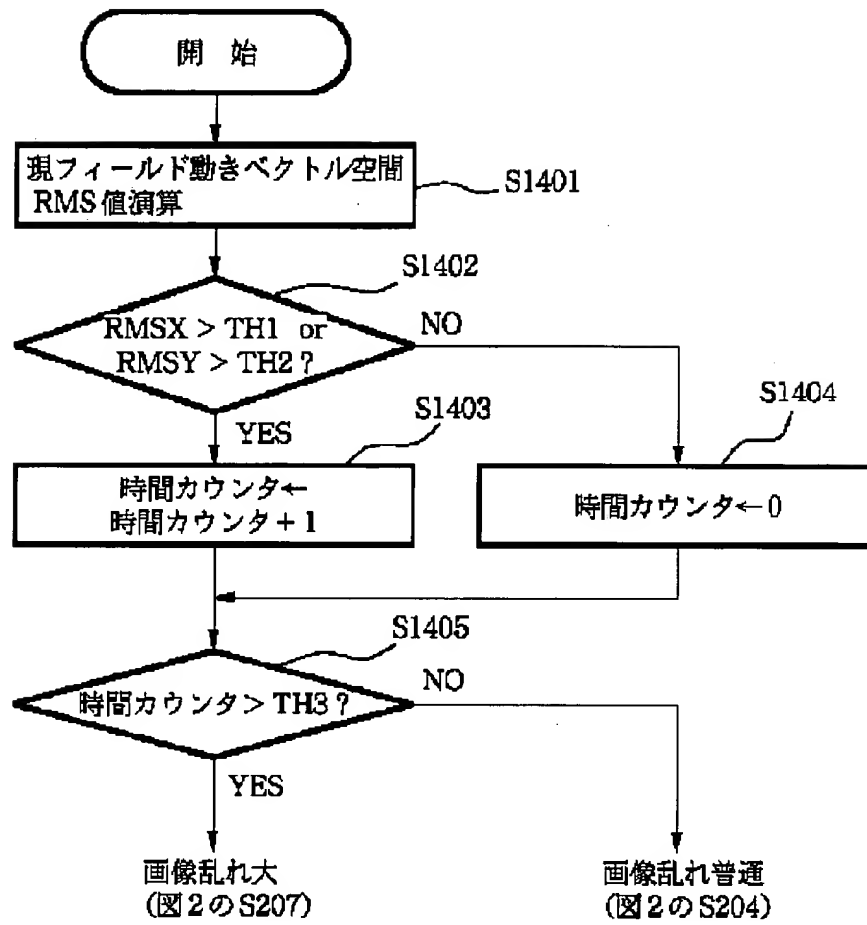 開 始
現フィールド動きベクトル空間
RMS値演算
S1401
S1402
RMSX > TH1 or
RMSY > TH2 ?
NO
YES
S1403
S1404
時間カウンタ←
時間カウンタ+1
時間カウンタ←0
S1405
時間カウンタ> TH3 ?
NO
YES
画像乱れ大
(図2のS207)
画像乱れ普通
(図2のS204)